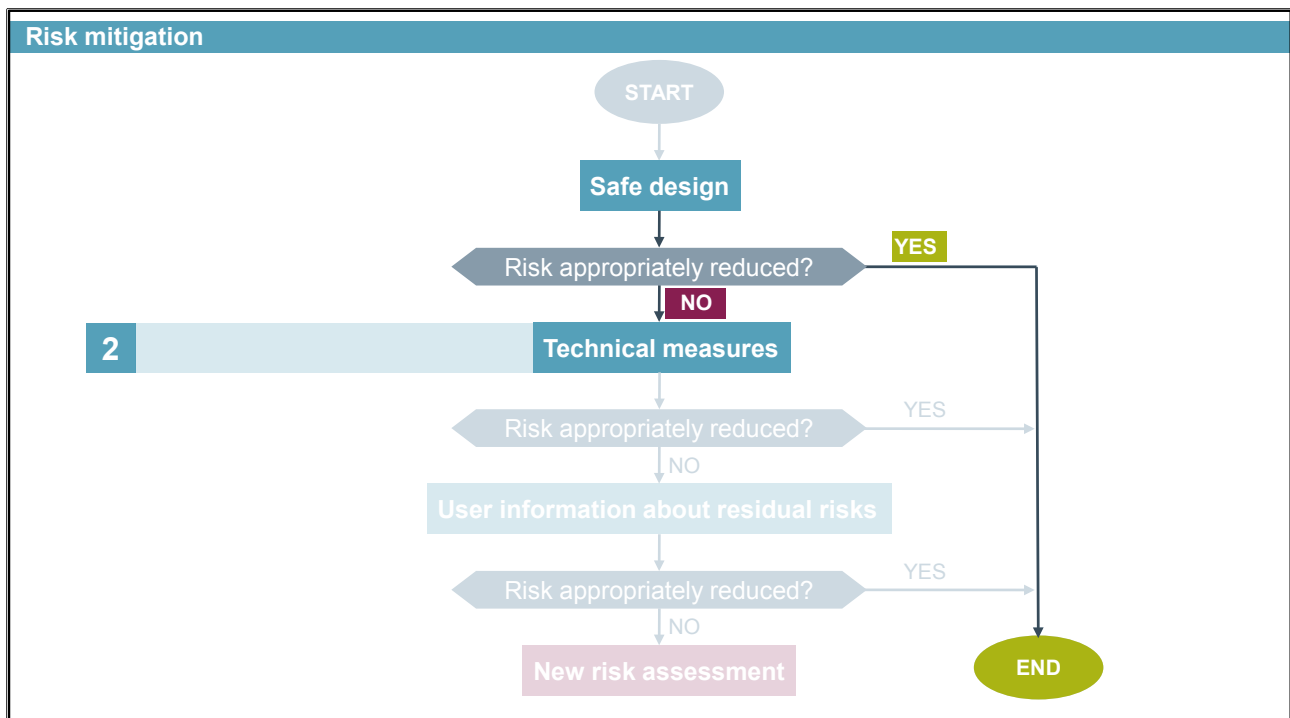 Risk mitigation
START
Safe design
Risk appropriately reduced?
YES
NO
2
Technical measures
Risk appropriately reduced?
YES
NO
User information about residual risks
Risk appropriately reduced?
YES
NO
New risk assessment
END